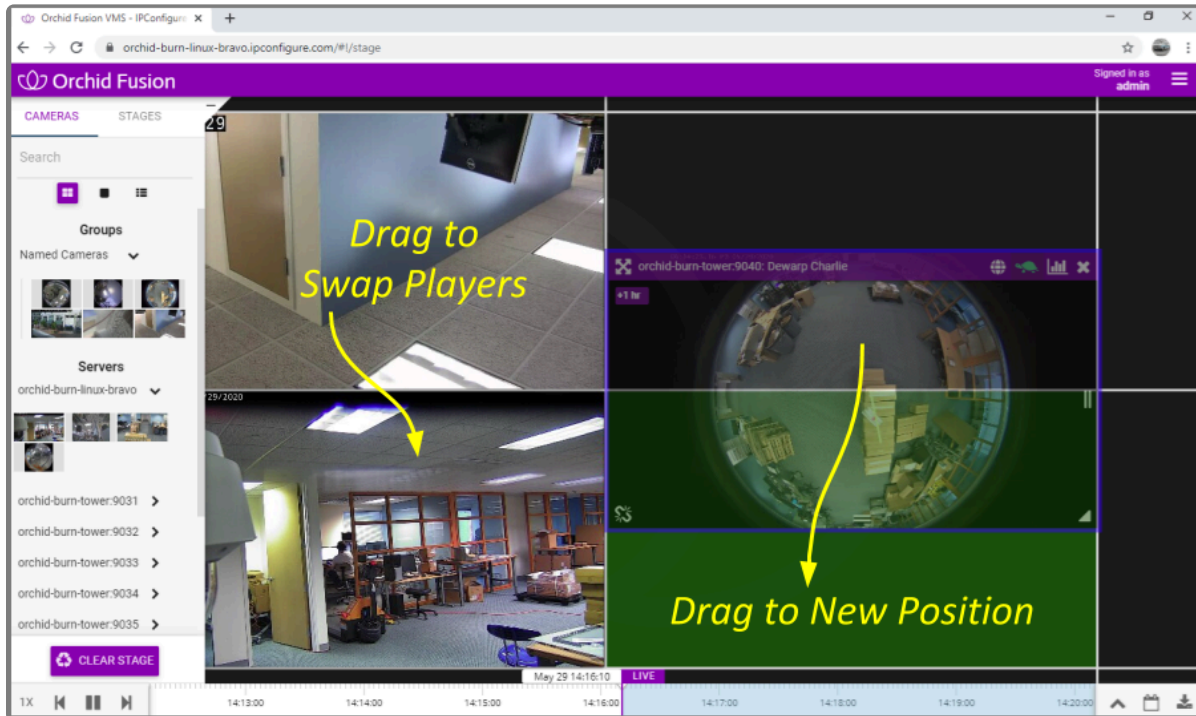 Orchid Fusion VMS - IPConfigure
orchid-burn-linux-bravo.ipconfigure.com/#!/stage
Orchid Fusion
Signed in as
admin
CAMERAS STAGES
29
Search
Groups
Named Cameras
Drag to
Swap Players
orchid-burn-tower:9040: Dewarp Charlie
+1 hr
Servers
orchid-burn-linux-bravo
/29/2020
orchid-burn-tower:9031
orchid-burn-tower:9032
orchid-burn-tower:9033
orchid-burn-tower:9034
orchid-burn-tower:9035
Drag to New Position
CLEAR STAGE
May 29 14:16:10 LIVE
1X 14:13:00 14:14:00 14:15:00 14:16:00 14:17:00 14:18:00 14:19:00 14:20:00